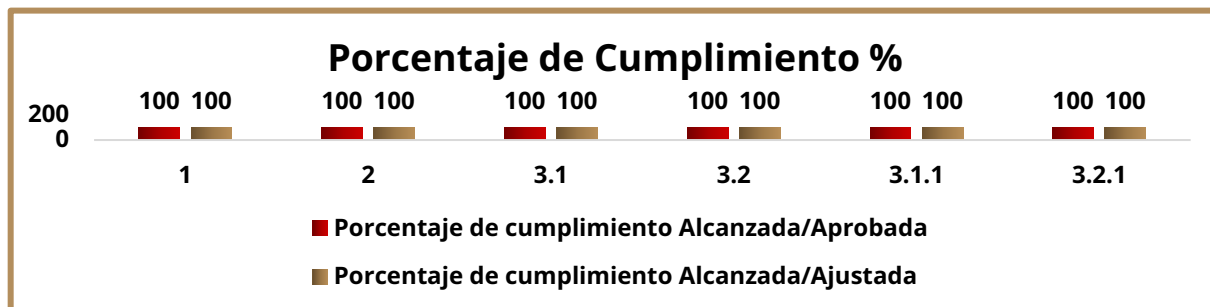 Porcentaje de Cumplimiento %
100 100 100 100 100 100 100 100 100 100 100 100
200
0
1 2 3.1 3.2 3.1.1 3.2.1
Porcentaje de cumplimiento Alcanzada/Aprobada
Porcentaje de cumplimiento Alcanzada/Ajustada